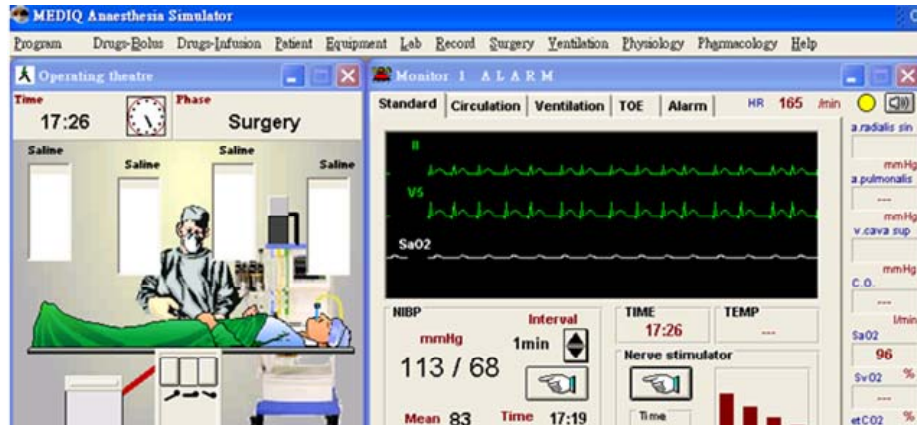 MEDIQ Anaesthesia Simulator
Program Drugs-Bolus Drugs-Infusion Patient Equipment Lab Record Surgery Ventilation Physiology Pharmacology Help
Operating theatre
Time
17:26
Phase
Surgery
Saline
Saline
Saline
Saline
Monitor 1 ALARM
Standard Circulation Ventilation TOE Alarm
HR 165 /min
II
V5
SaO2
NIBP
mmHg
113 / 68
Mean 83
Interval
1min
Time 17:19
TIME
17:26
TEMP
---
Nerve stimulator
Time
a.radialis sin
mmHg
a.pulmonalis
---
mmHg
v.cava sup
mmHg
C.O.
---
l/min
SaO2
96
SvO2 %
---
etCO2 %